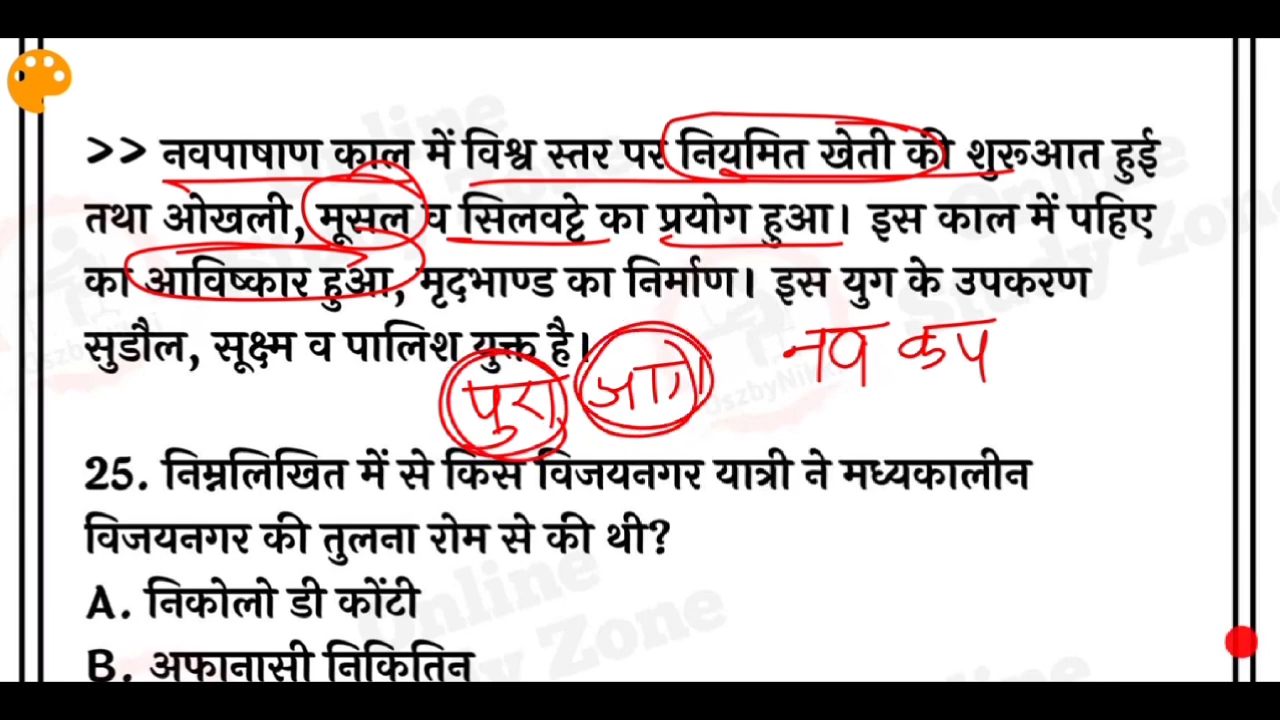 >> नवपाषाण काल में विश्व स्तर पर नियमित खेती की शुरूआत हुई
तथा ओखली, मूसल व सिलवट्टे का प्रयोग हुआ। इस काल में पहिए
का आविष्कार हुआ, मृदभाण्ड का निर्माण। इस युग के उपकरण
सुडौल, सूक्ष्म व पालिश युक्त है।
नव कप
पुरा
25. निम्नलिखित में से किस विजयनगर यात्री ने मध्यकालीन
विजयनगर की तुलना रोम से की थी?
A. निकोलो डी कोंटी
B. अफानासी निकितिन